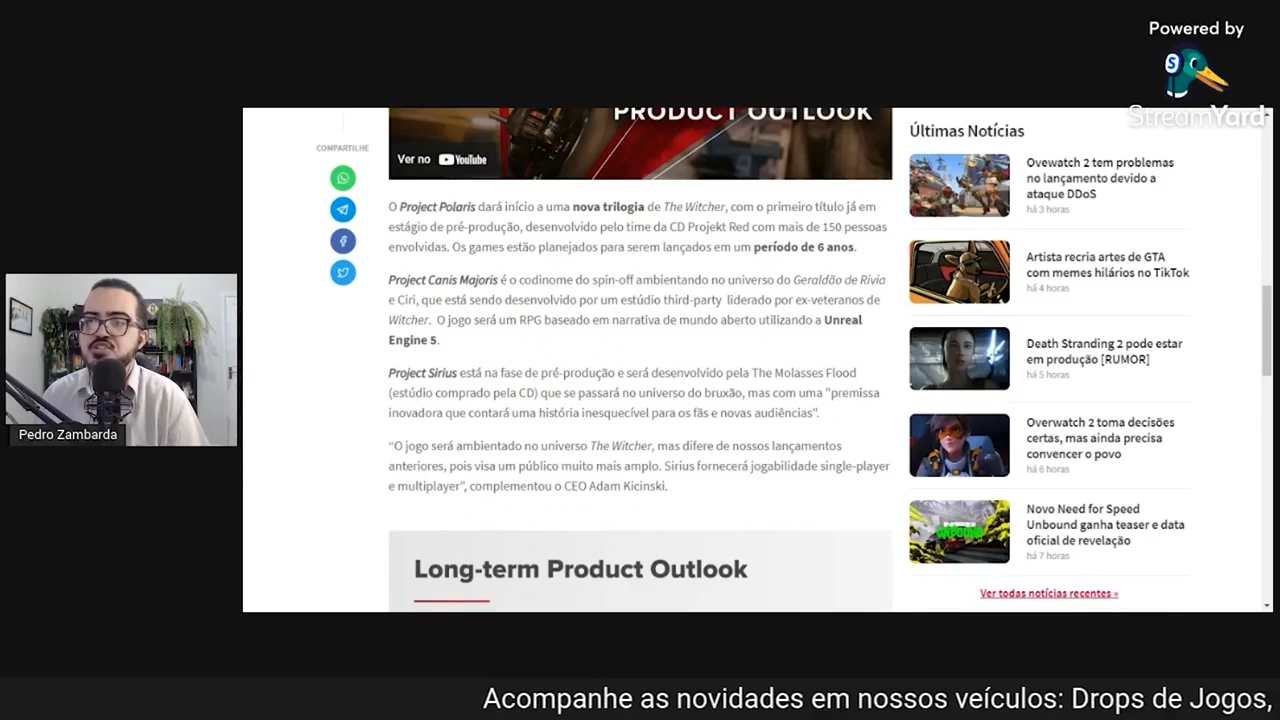 Powered by
StreamYard
PRODUCT OUTLOOK
Ver no YouTube
COMPARTILHE
O Project Polaris dará início a uma nova trilogia de The Witcher, com o primeiro título já em
estágio de pré-produção, desenvolvido pelo time da CD Projekt Red com mais de 150 pessoas
envolvidas. Os games estão planejados para serem lançados em um período de 6 anos.
Project Canis Majoris é o codinome do spin-off ambientando no universo do Geraldão de Rivia
e Ciri, que está sendo desenvolvido por um estúdio third-party liderado por ex-veteranos de
Witcher. O jogo será um RPG baseado em narrativa de mundo aberto utilizando a Unreal
Engine 5.
Project Sirius está na fase de pré-produção e será desenvolvido pela The Molasses Flood
(estúdio comprado pela CD) que se passará no universo do bruxão, mas com uma "premissa
inovadora que contará uma história inesquecível para os fãs e novas audiências".
“O jogo será ambientado no universo The Witcher, mas difere de nossos lançamentos
anteriores, pois visa um público muito mais amplo. Sirius fornecerá jogabilidade single-player
e multiplayer”, complementou o CEO Adam Kicinski.
Long-term Product Outlook
Últimas Notícias
Ovewatch 2 tem problemas
no lançamento devido a
ataque DDoS
há 3 horas
Artista recria artes de GTA
com memes hilários no TikTok
há 4 horas
Death Stranding 2 pode estar
em produção [RUMOR]
há 5 horas
Overwatch 2 toma decisões
certas, mas ainda precisa
convencer o povo
há 6 horas
Novo Need for Speed
Unbound ganha teaser e data
oficial de revelação
há 7 horas
Ver todas notícias recentes »
Pedro Zambarda
Acompanhe as novidades em nossos veículos: Drops de Jogos,